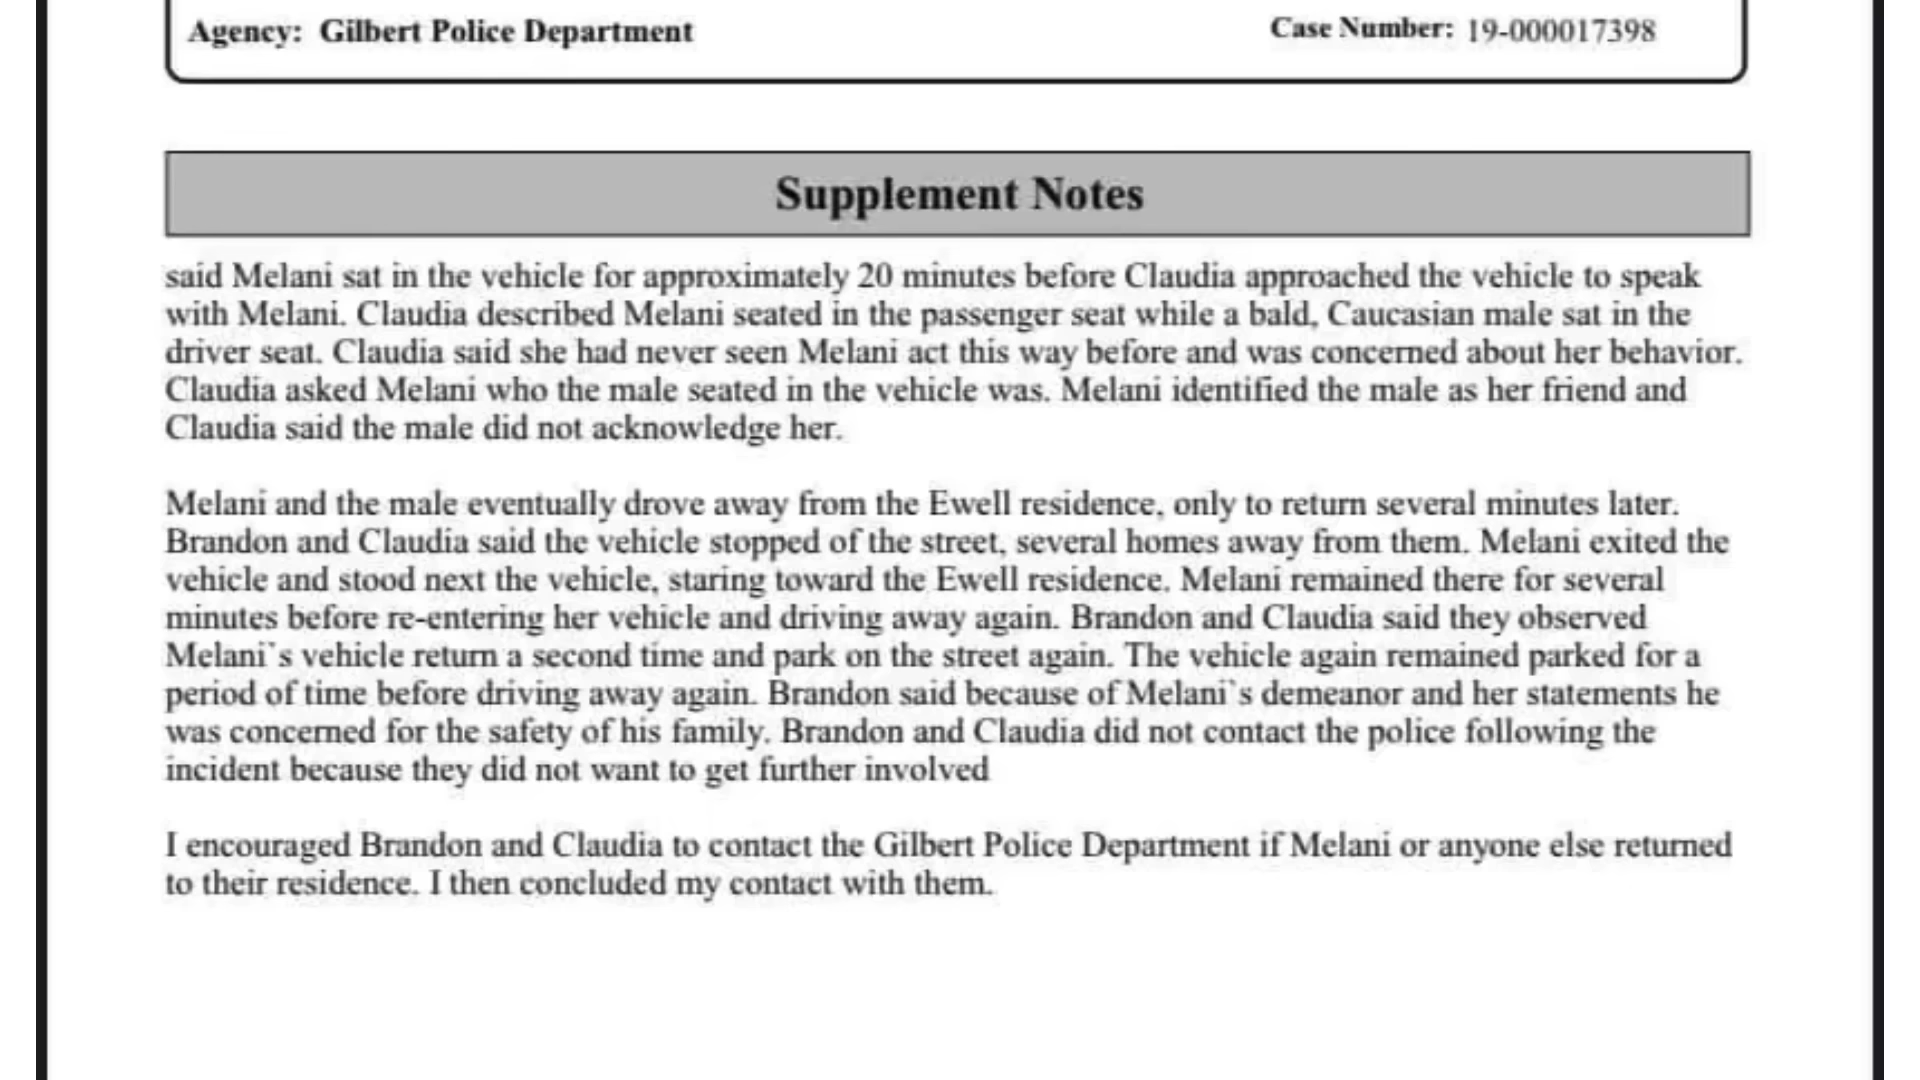 Agency: Gilbert Police Department
Case Number: 19-000017398
Supplement Notes
said Melani sat in the vehicle for approximately 20 minutes before Claudia approached the vehicle to speak
with Melani. Claudia described Melani seated in the passenger seat while a bald, Caucasian male sat in the
driver seat. Claudia said she had never seen Melani act this way before and was concerned about her behavior.
Claudia asked Melani who the male seated in the vehicle was. Melani identified the male as her friend and
Claudia said the male did not acknowledge her.
Melani and the male eventually drove away from the Ewell residence, only to return several minutes later.
Brandon and Claudia said the vehicle stopped of the street, several homes away from them. Melani exited the
vehicle and stood next the vehicle, staring toward the Ewell residence. Melani remained there for several
minutes before re-entering her vehicle and driving away again. Brandon and Claudia said they observed
Melani`s vehicle return a second time and park on the street again. The vehicle again remained parked for a
period of time before driving away again. Brandon said because of Melani`s demeanor and her statements he
was concerned for the safety of his family. Brandon and Claudia did not contact the police following the
incident because they did not want to get further involved
I encouraged Brandon and Claudia to contact the Gilbert Police Department if Melani or anyone else returned
to their residence. I then concluded my contact with them.